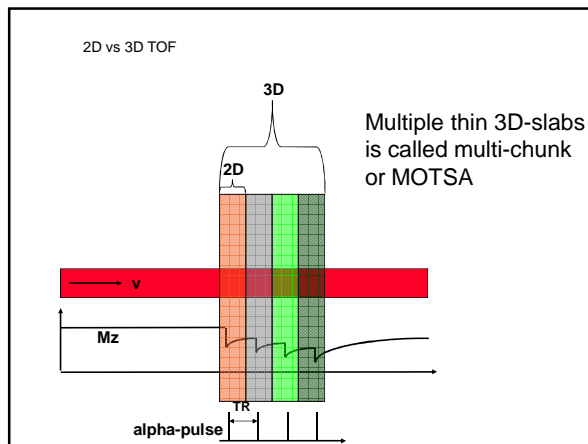 2D vs 3D TOF
3D
Multiple thin 3D-slabs
is called multi-chunk
or MOTSA
2D
v
Mz
TR
alpha-pulse